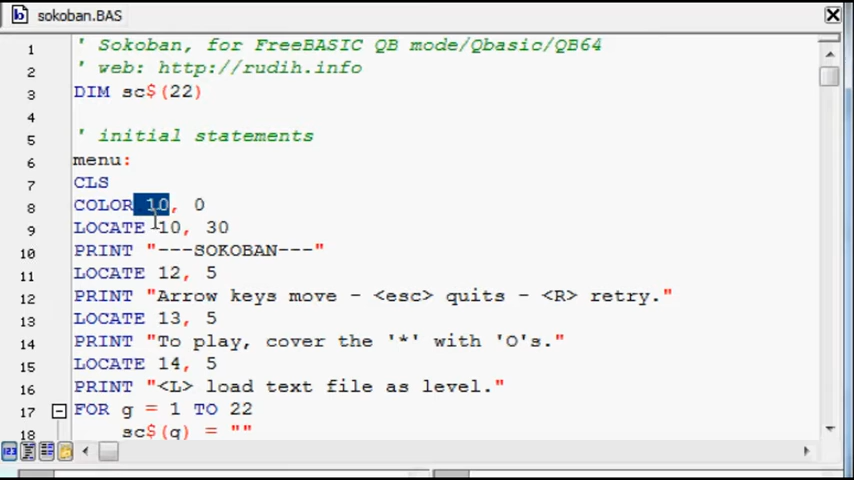 sokoban.BAS
1 ' Sokoban, for FreeBASIC QB mode/Qbasic/QB64
2 ' web: http://rudih.info
3 DIM sc$(22)
4
5 ' initial statements
6 menu:
7 CLS
8 COLOR 10, 0
9 LOCATE 10, 30
10 PRINT "---SOKOBAN---"
11 LOCATE 12, 5
12 PRINT "Arrow keys move - <esc> quits - <R> retry."
13 LOCATE 13, 5
14 PRINT "To play, cover the '*' with 'O's."
15 LOCATE 14, 5
16 PRINT "<L> load text file as level."
17 FOR g = 1 TO 22
18 sc$(g) = ""
123